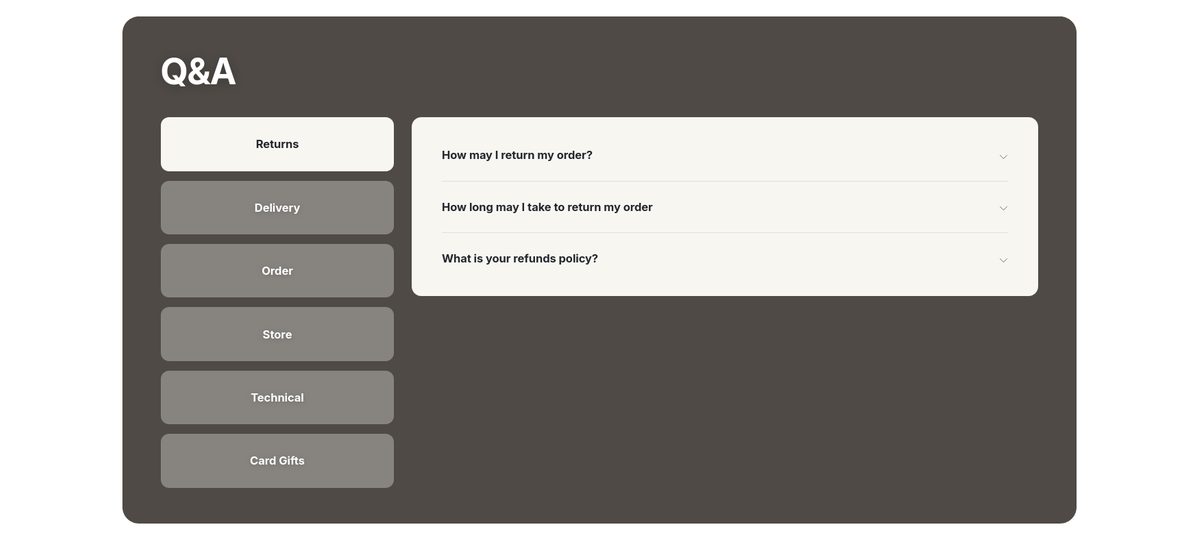 Q&A
Returns
Delivery
Order
Store
Technical
Card Gifts
How may I return my order?
How long may I take to return my order
What is your refunds policy?